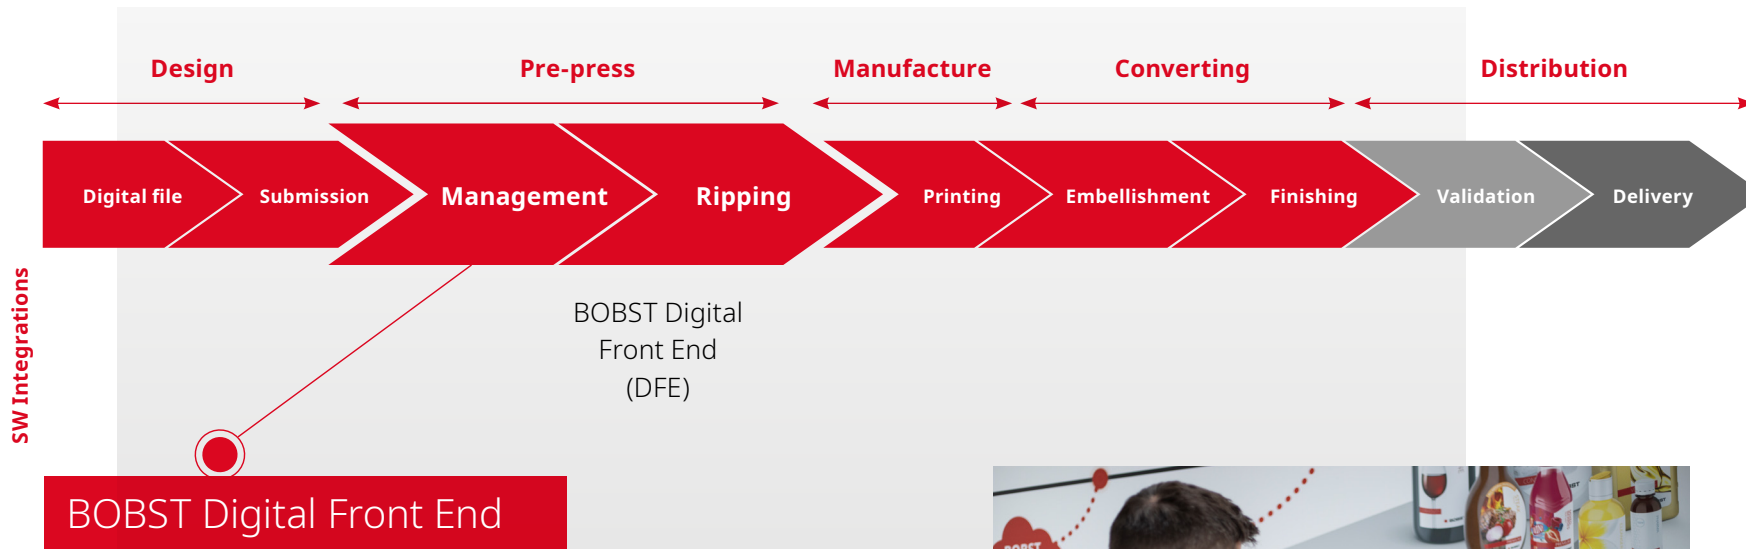 Design
Pre-press
Manufacture
Converting
Distribution
Digital file
Submission
Management
Ripping
Printing
Embellishment
Finishing
Validation
Delivery
SW Integrations
BOBST Digital
Front End
(DFE)
BOBST Digital Front End
BOBST